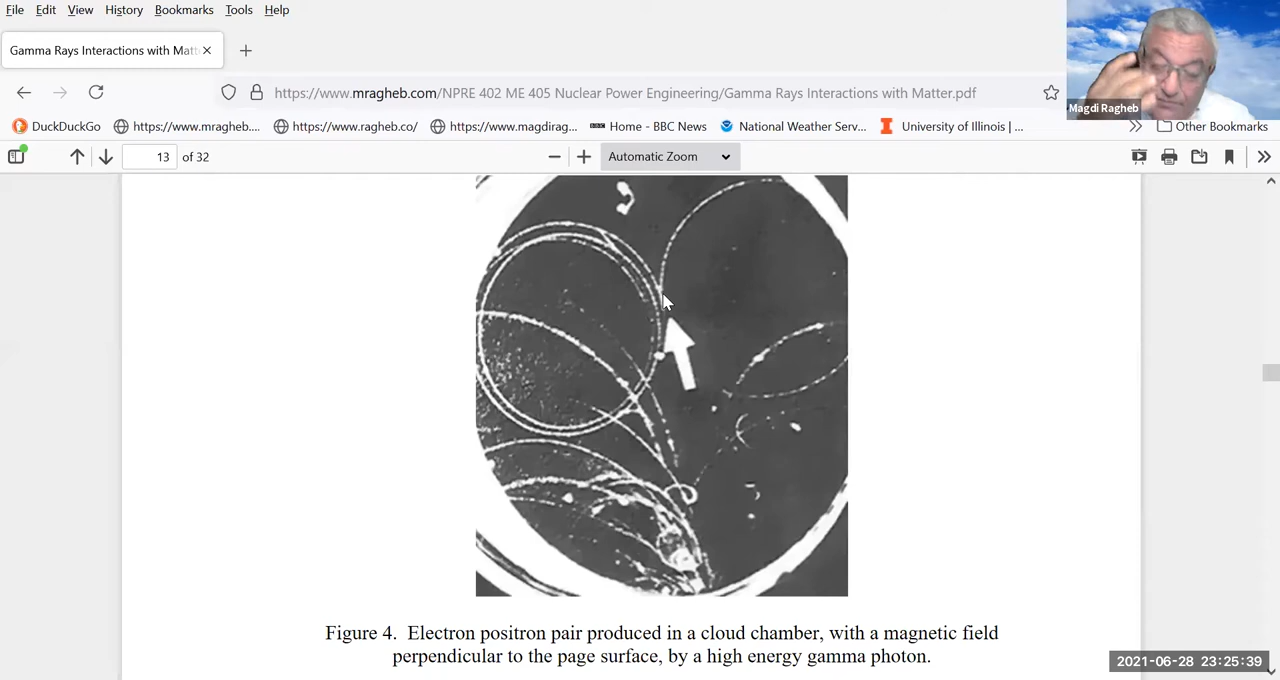 File Edit View History Bookmarks Tools Help
Gamma Rays Interactions with Matt
https://www.mragheb.com/NPRE 402 ME 405 Nuclear Power Engineering/Gamma Rays Interactions with Matter.pdf
Magdi Ragheb
DuckDuckGo https://www.mragheb.... https://www.ragheb.co/ https://www.magdirag... BBC Home - BBC News National Weather Serv... I University of Illinois | ... Other Bookmarks
13 of 32 Automatic Zoom
Figure 4. Electron positron pair produced in a cloud chamber, with a magnetic field
perpendicular to the page surface, by a high energy gamma photon.
2021-06-28 23:25:39